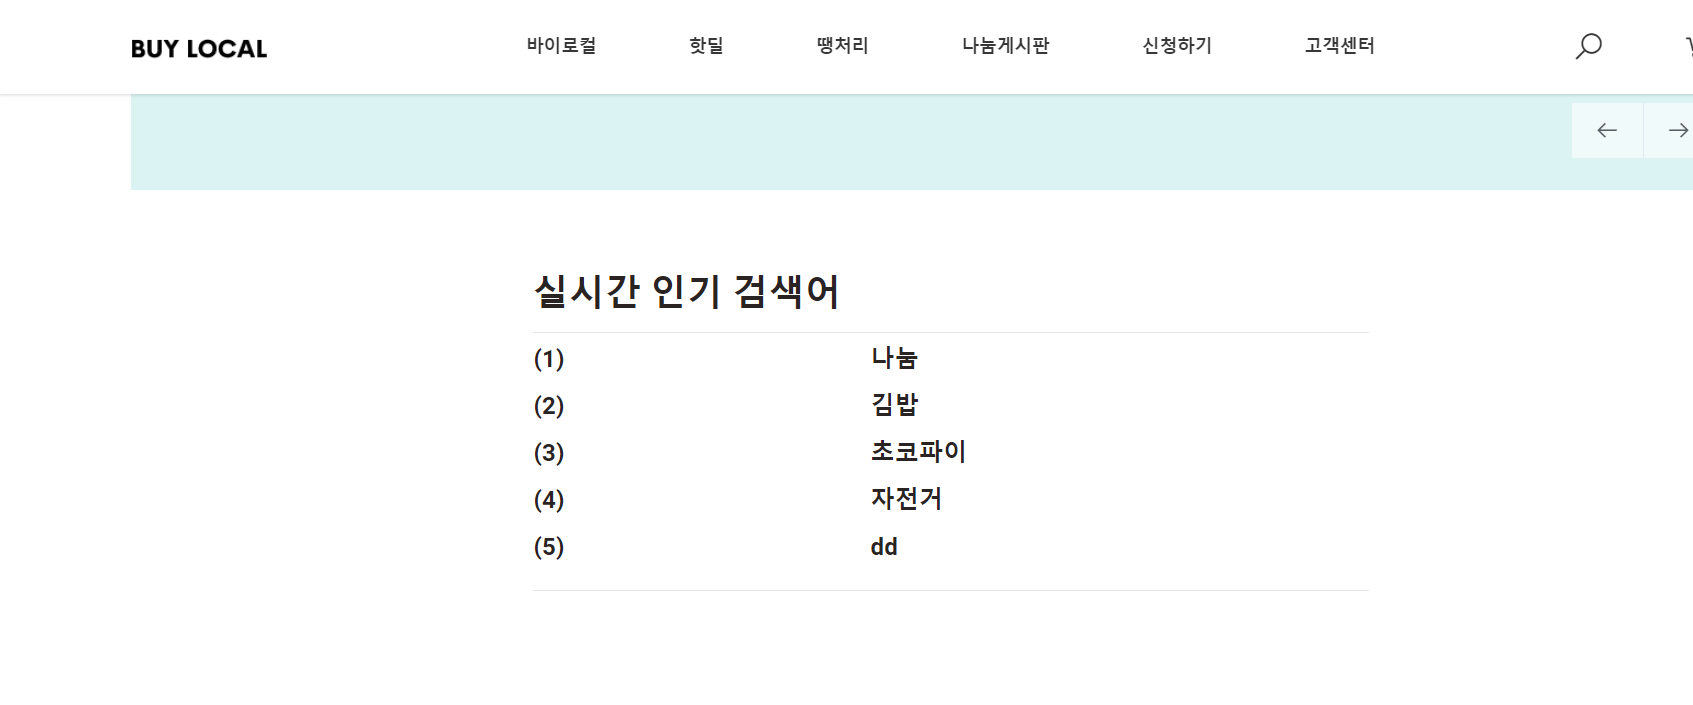 BUY LOCAL 바이로컬 핫딜 땡처리 나눔게시판 신청하기 고객센터
실시간 인기 검색어
(1) 나눔
(2) 김밥
(3) 초코파이
(4) 자전거
(5) dd